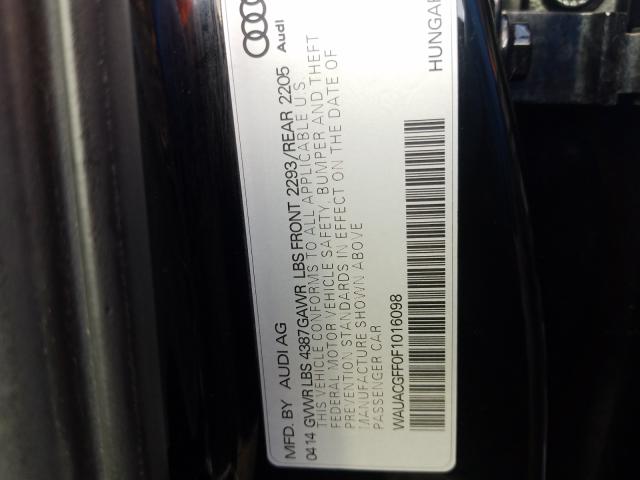 MFD. BY AUDI AG
Audi
0414 GVWR LBS 4387GAWR LBS FRONT 2293/REAR 2205
THIS VEHICLE CONFORMS TO ALL APPLICABLE U.S.
FEDERAL MOTOR VEHICLE SAFETY, BUMPER AND THEFT
PREVENTION STANDARDS IN EFFECT ON THE DATE OF
MANUFACTURE SHOWN ABOVE
PASSENGER CAR
WAUACGFF0F1016098
HUNGAR